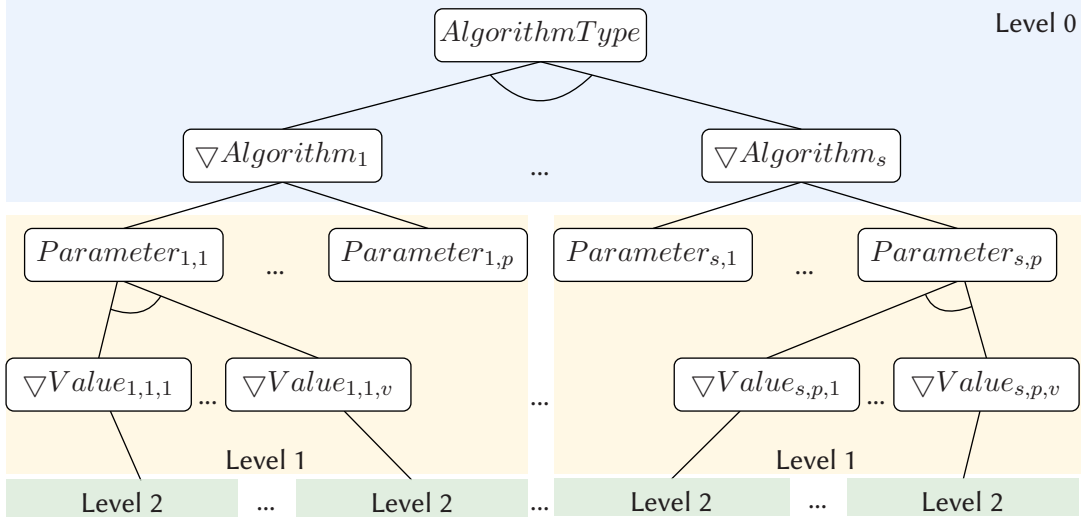 AlgorithmType
Level 0
▽Algorithm₁ ... ▽Algorithmₛ
Parameter₁,₁ ... Parameter₁,ₚ Parameterₛ,₁ ... Parameterₛ,ₚ
▽Value₁,₁,₁ ... ▽Value₁,₁,ᵥ ... ▽Valueₛ,ₚ,₁ ... ▽Valueₛ,ₚ,ᵥ
Level 1 Level 1
Level 2 ... Level 2 ... Level 2 ... Level 2